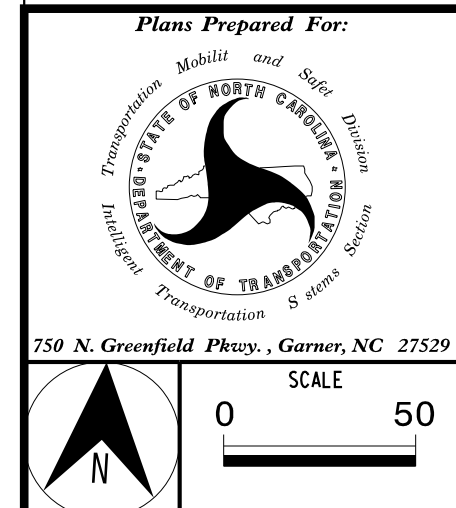 Plans Prepared For:
Transportation Mobilit and Safet Division
STATE OF NORTH CAROLINA
DEPARTMENT OF TRANSPORTATION
Intelligent Transportation S stems Section
750 N. Greenfield Pkwy. , Garner, NC 27529
N
SCALE
0 50